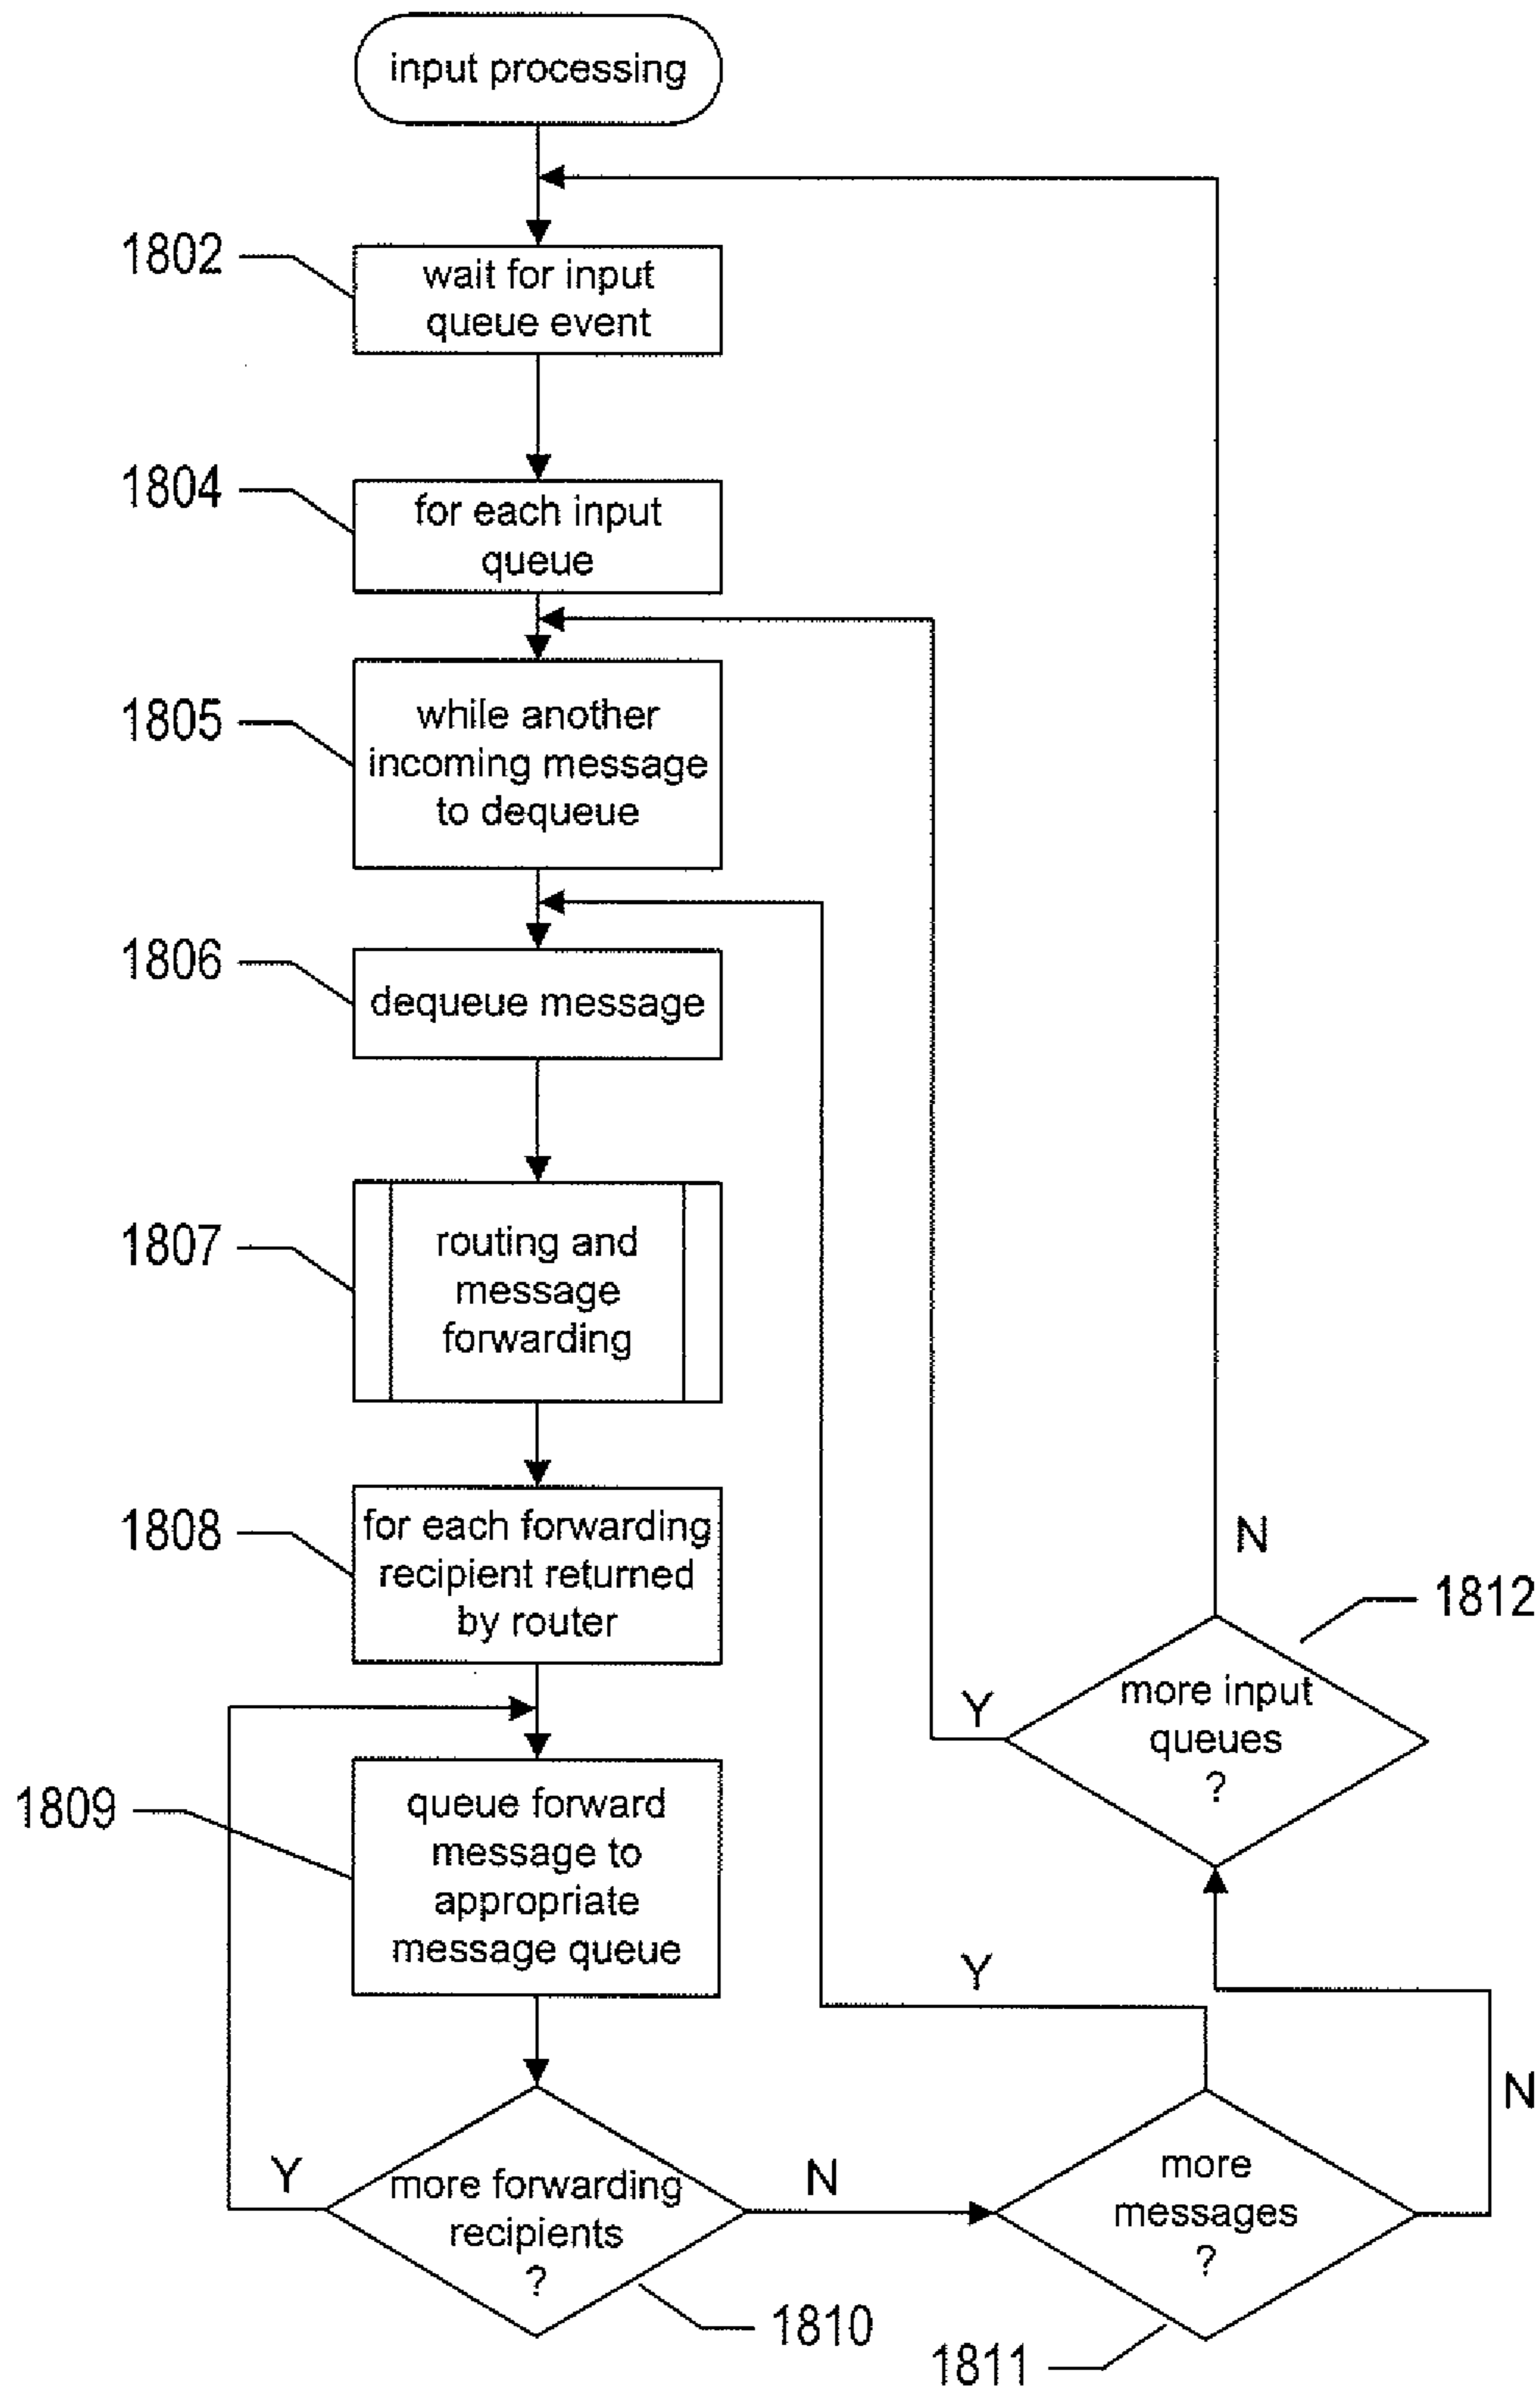 input processing
1802
wait for input
queue event
1804
for each input
queue
1805
while another
incoming message
to dequeue
1806
dequeue message
1807
routing and
message
forwarding
1808
for each forwarding
recipient returned
by router
N
1812
more input
queues
?
Y
1809
queue forward
message to
appropriate
message queue
Y
N
Y
more forwarding
recipients
?
N
more
messages
?
1810
1811